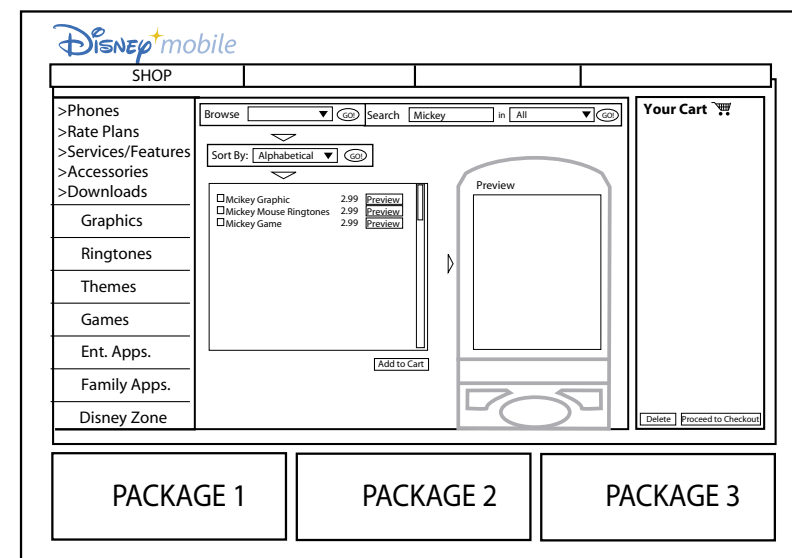 Disney mobile
SHOP
>Phones
>Rate Plans
>Services/Features
>Accessories
>Downloads
Graphics
Ringtones
Themes
Games
Ent. Apps.
Family Apps.
Disney Zone
Browse GO! Search Mickey in All GO!
Sort By: Alphabetical GO!
Mcikey Graphic 2.99 Preview
Mickey Mouse Ringtones 2.99 Preview
Mickey Game 2.99 Preview
Add to Cart
Preview
Your Cart
Delete Proceed to Checkout
PACKAGE 1 PACKAGE 2 PACKAGE 3